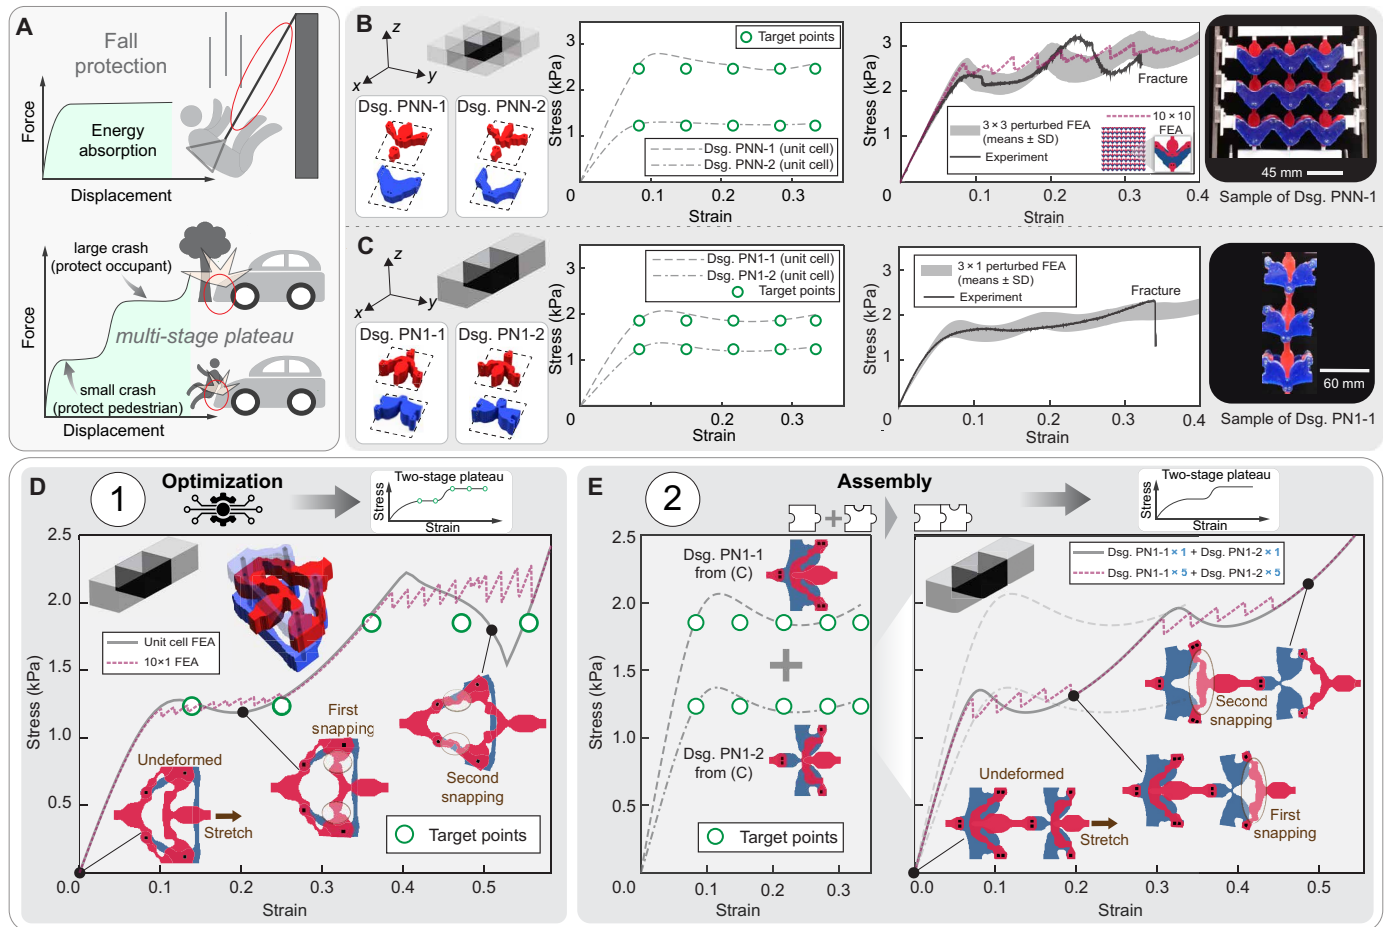 A
Fall
protection
Force
Energy
absorption
Displacement
large crash
(protect occupant)
Force
multi-stage plateau
small crash
(protect pedestrian)
Displacement
B
z
x
y
Dsg. PNN-1
Dsg. PNN-2
Stress (kPa)
3
2
1
0
0.1
0.2
0.3
Strain
Target points
Dsg. PNN-1 (unit cell)
Dsg. PNN-2 (unit cell)
Stress (kPa)
3
2
1
0
0.1
0.2
0.3
0.4
Strain
Fracture
3 × 3 perturbed FEA
(means ± SD)
Experiment
10 × 10
FEA
45 mm
Sample of Dsg. PNN-1
C
z
x
y
Dsg. PN1-1
Dsg. PN1-2
Stress (kPa)
3
2
1
0
0.1
0.2
0.3
Strain
Dsg. PN1-1 (unit cell)
Dsg. PN1-2 (unit cell)
Target points
Stress (kPa)
3
2
1
0
0.1
0.2
0.3
0.4
Strain
3 × 1 perturbed FEA
(means ± SD)
Experiment
Fracture
60 mm
Sample of Dsg. PN1-1
D
1
Optimization
Two-stage plateau
Stress
Strain
Stress (kPa)
2.5
2.0
1.5
1.0
0.5
0.0
0.1
0.2
0.3
0.4
0.5
Strain
Unit cell FEA
10×1 FEA
Undeformed
Stretch
First
snapping
Second
snapping
Target points
E
2
Assembly
Two-stage plateau
Stress
Strain
Stress (kPa)
2.5
2.0
1.5
1.0
0.5
0.0
0.1
0.2
0.3
Strain
Dsg. PN1-1
from (C)
Dsg. PN1-2
from (C)
Target points
2.5
2.0
1.5
1.0
0.5
0.0
0.1
0.2
0.3
0.4
0.5
Strain
Dsg. PN1-1 × 1 + Dsg. PN1-2 × 1
Dsg. PN1-1 × 5 + Dsg. PN1-2 × 5
Undeformed
Stretch
Second
snapping
First
snapping